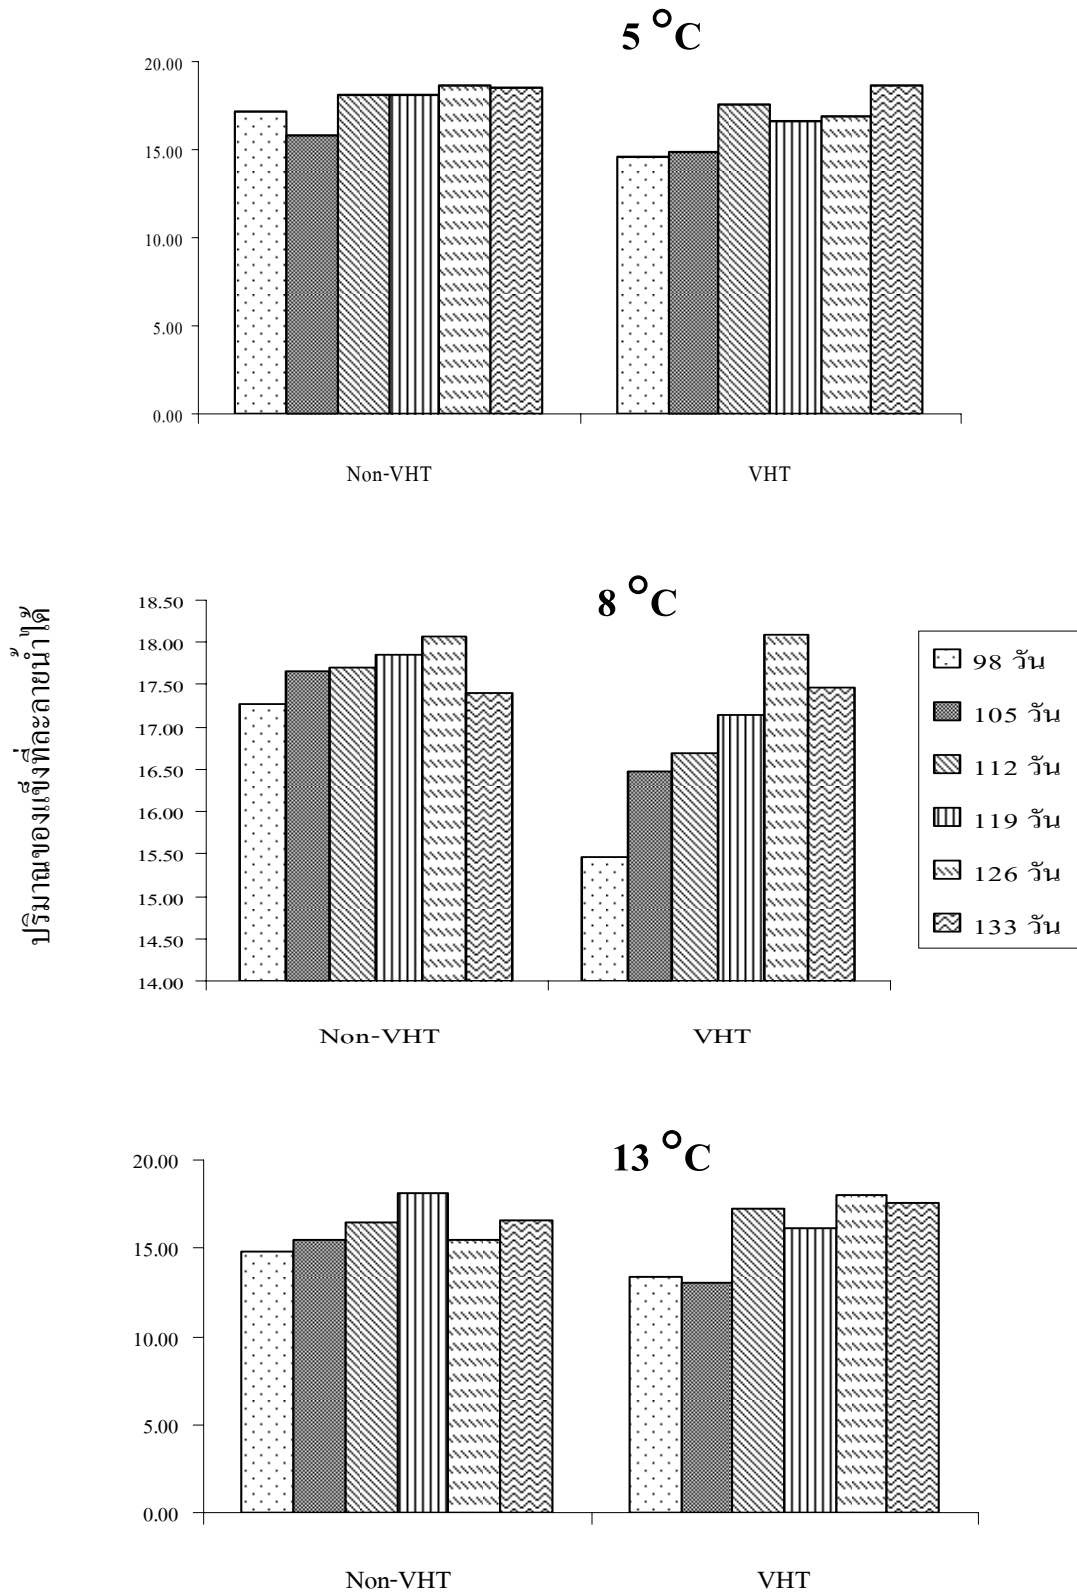 5 °C
20.00
15.00
10.00
5.00
0.00
Non-VHT VHT
ปริมาณของแข็งที่ละลายน้ำได้
8 °C
18.50
18.00
17.50
17.00
16.50
16.00
15.50
15.00
14.50
14.00
Non-VHT VHT
98 วัน
105 วัน
112 วัน
119 วัน
126 วัน
133 วัน
13 °C
20.00
15.00
10.00
5.00
0.00
Non-VHT VHT